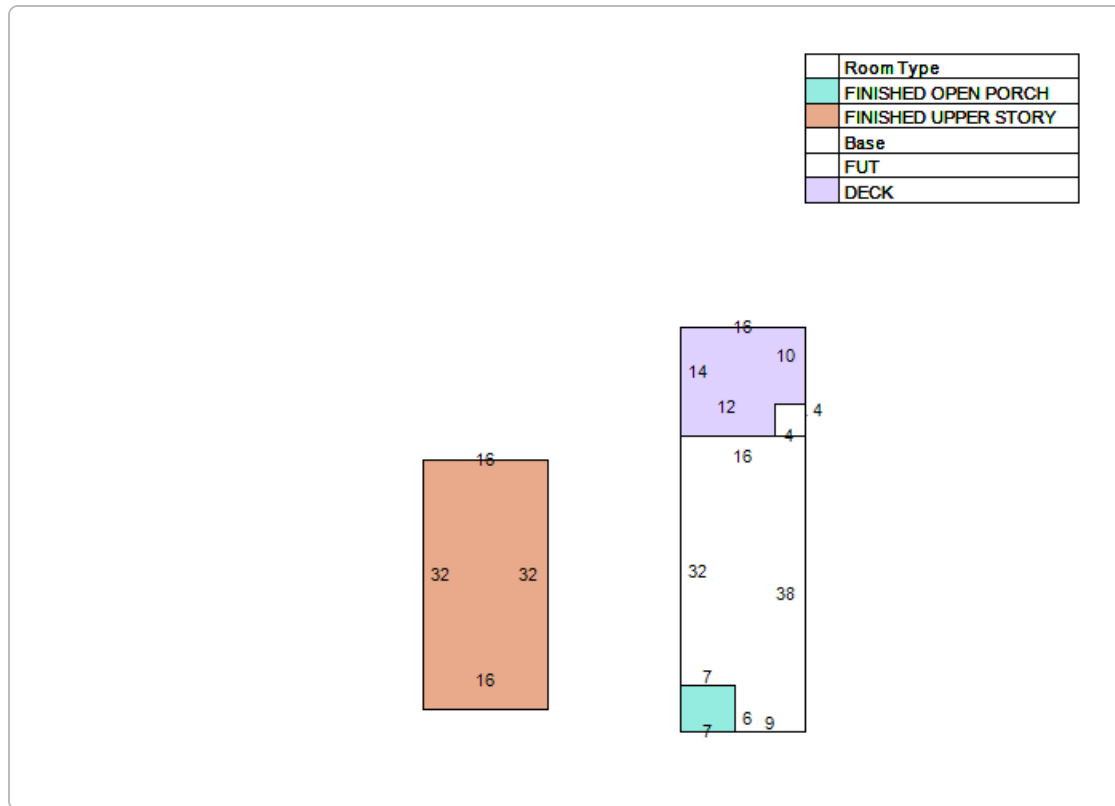 Room Type
FINISHED OPEN PORCH
FINISHED UPPER STORY
Base
FUT
DECK
16
10
14
12
4
4
16
16
32
32
32
38
16
7
6
9
7